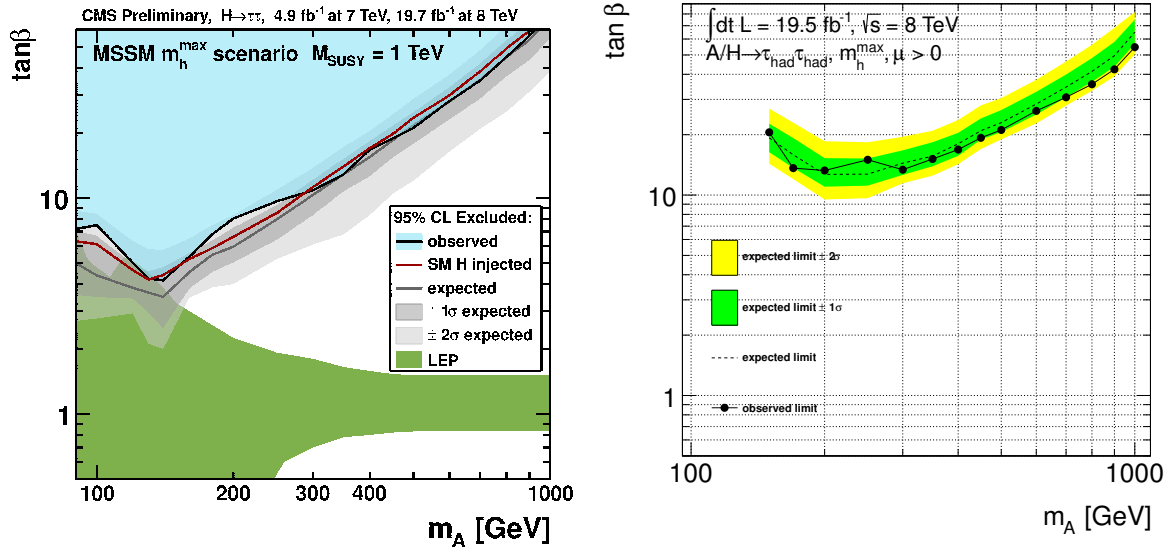 CMS Preliminary, H→ττ, 4.9 fb⁻¹ at 7 TeV, 19.7 fb⁻¹ at 8 TeV
tanβ
MSSM m_h^max scenario M_SUSY = 1 TeV
10
1
95% CL Excluded:
observed
SM H injected
expected
1σ expected
± 2σ expected
LEP
100 200 300 400 1000
m_A [GeV]
tan β
∫dt L = 19.5 fb⁻¹, √s = 8 TeV
A/H→τ_had τ_had, m_h^max, μ > 0
10
1
expected limit ± 2σ
expected limit ± 1σ
expected limit
observed limit
100 1000
m_A [GeV]